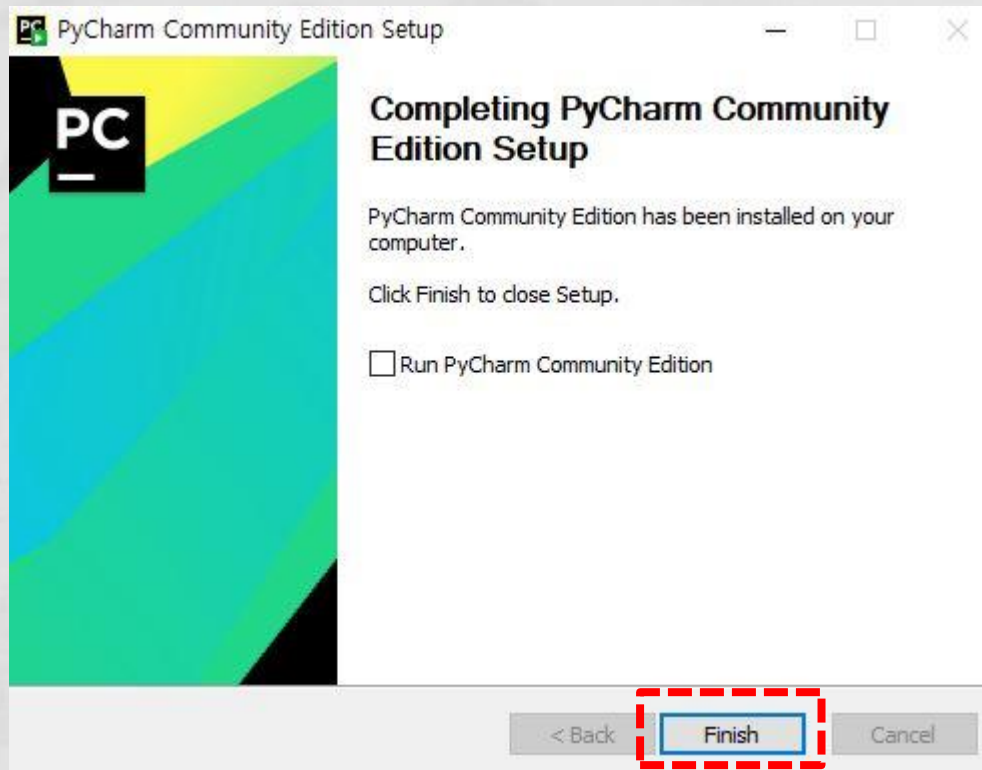 PC PyCharm Community Edition Setup
PC
Completing PyCharm Community
Edition Setup
PyCharm Community Edition has been installed on your
computer.
Click Finish to close Setup.
Run PyCharm Community Edition
< Back Finish Cancel